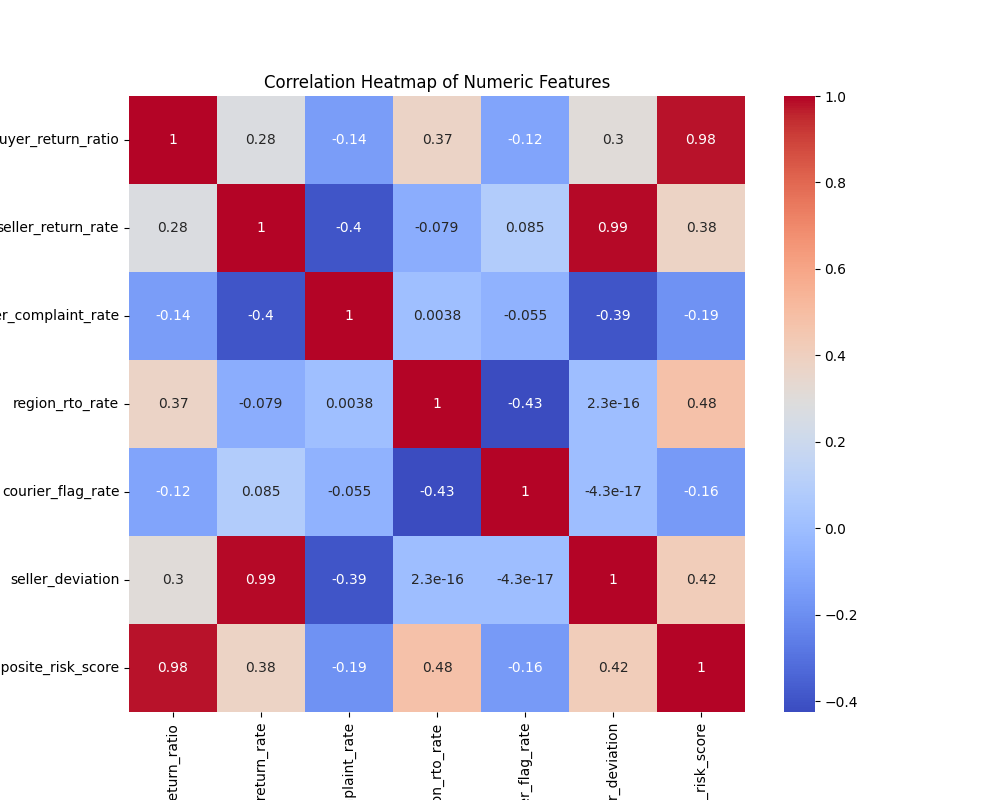 Correlation Heatmap of Numeric Features
uyer_return_ratio 1 0.28 -0.14 0.37 -0.12 0.3 0.98
seller_return_rate 0.28 1 -0.4 -0.079 0.085 0.99 0.38
er_complaint_rate -0.14 -0.4 1 0.0038 -0.055 -0.39 -0.19
region_rto_rate 0.37 -0.079 0.0038 1 -0.43 2.3e-16 0.48
courier_flag_rate -0.12 0.085 -0.055 -0.43 1 -4.3e-17 -0.16
seller_deviation 0.3 0.99 -0.39 2.3e-16 -4.3e-17 1 0.42
posite_risk_score 0.98 0.38 -0.19 0.48 -0.16 0.42 1
eturn_ratio
return_rate
plaint_rate
on_rto_rate
er_flag_rate
r_deviation
_risk_score
1.0
0.8
0.6
0.4
0.2
0.0
−0.2
−0.4